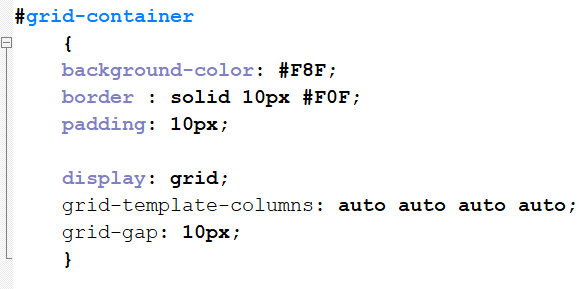 #grid-container
{
background-color: #F8F;
border : solid 10px #F0F;
padding: 10px;
display: grid;
grid-template-columns: auto auto auto auto;
grid-gap: 10px;
}